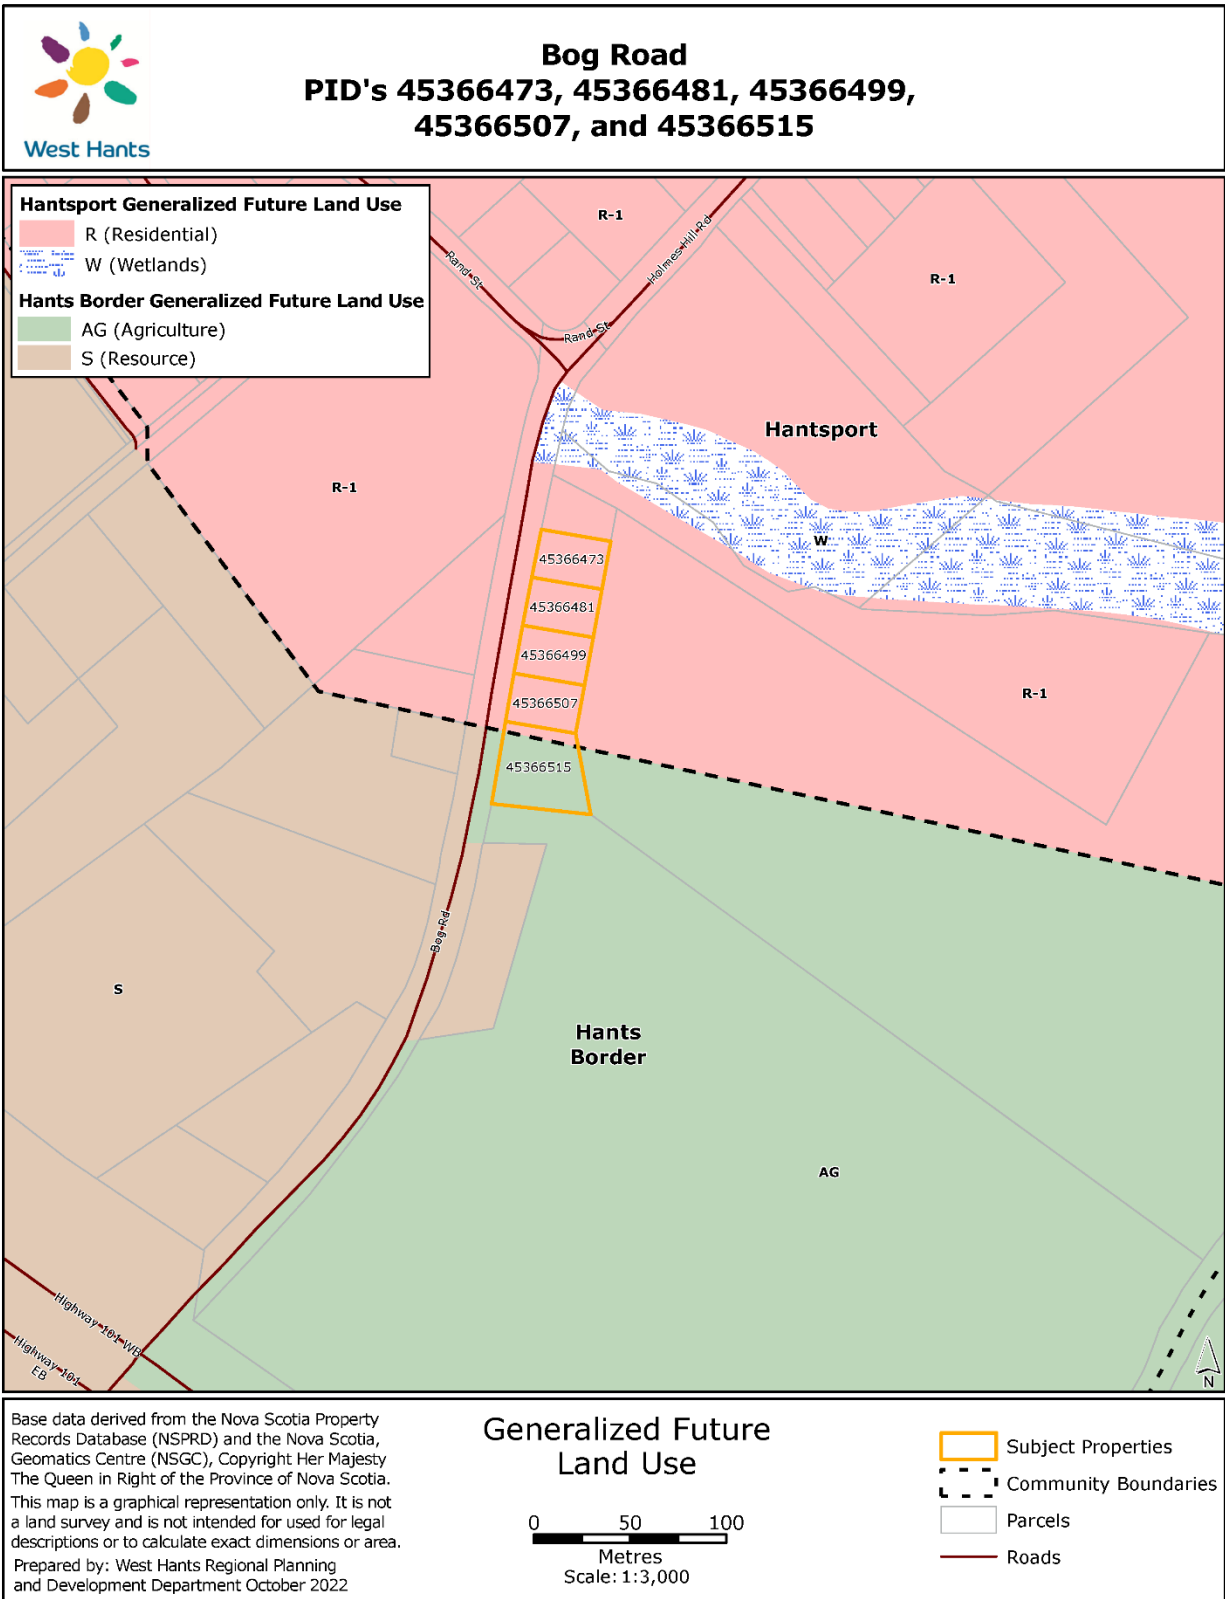 West Hants
Bog Road
PID's 45366473, 45366481, 45366499,
45366507, and 45366515
Hantsport Generalized Future Land Use
R (Residential)
W (Wetlands)
Hants Border Generalized Future Land Use
AG (Agriculture)
S (Resource)
R-1
Rand St
Holmes Hill Rd
R-1
Rand St
Hantsport
R-1
W
45366473
45366481
45366499
R-1
45366507
45366515
Bog Rd
S
Hants
Border
AG
Highway 101 WB
Highway 101
EB
N
Base data derived from the Nova Scotia Property
Records Database (NSPRD) and the Nova Scotia,
Geomatics Centre (NSGC), Copyright Her Majesty
The Queen in Right of the Province of Nova Scotia.
This map is a graphical representation only. It is not
a land survey and is not intended for used for legal
descriptions or to calculate exact dimensions or area.
Prepared by: West Hants Regional Planning
and Development Department October 2022
Generalized Future
Land Use
0 50 100
Metres
Scale: 1:3,000
Subject Properties
Community Boundaries
Parcels
Roads